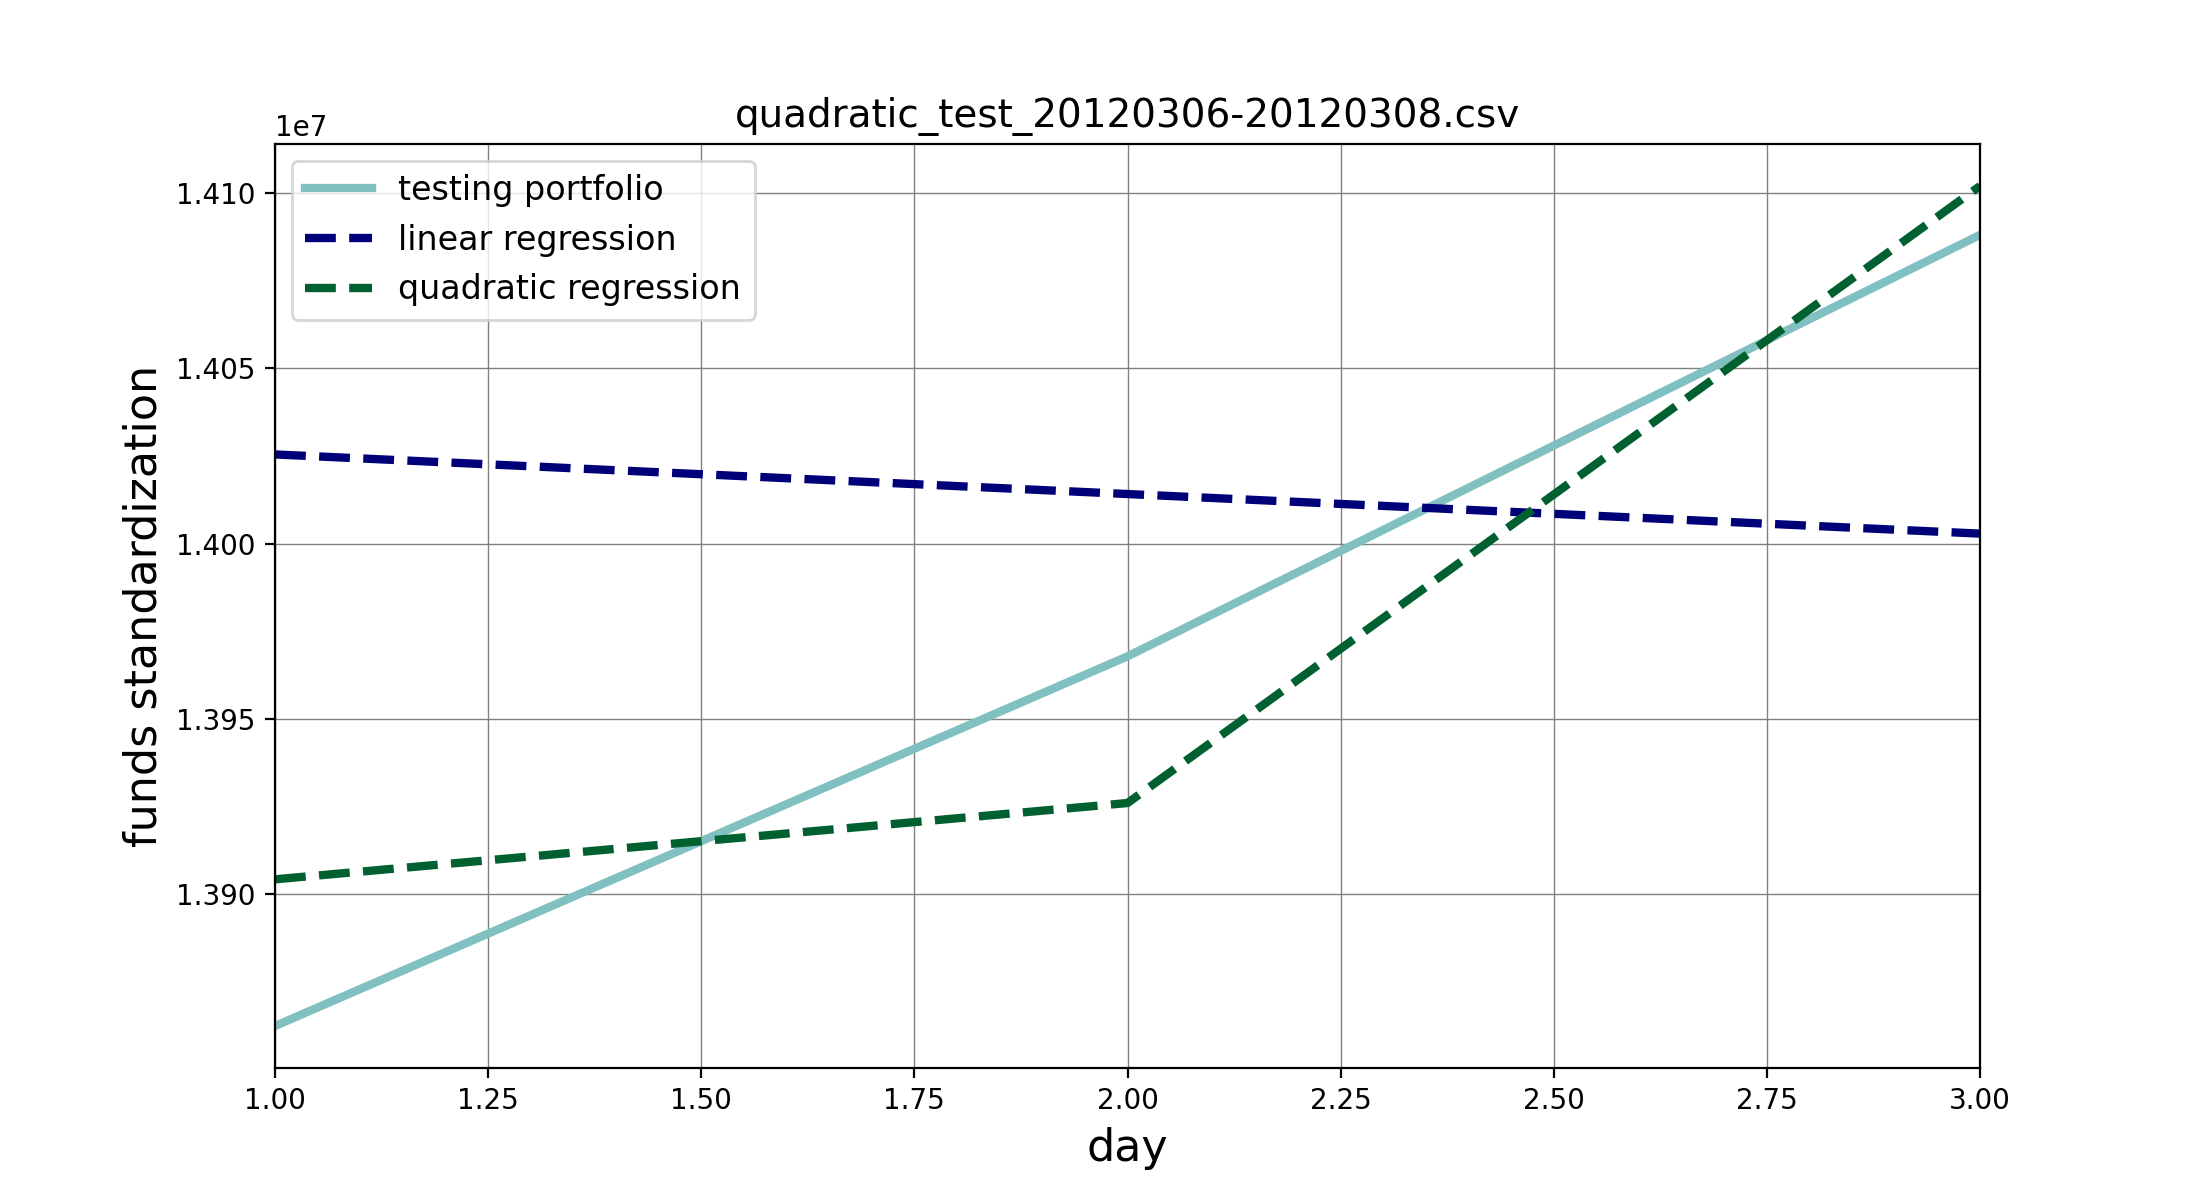 quadratic_test_20120306-20120308.csv
1e7
testing portfolio
linear regression
quadratic regression
1.410
1.405
1.400
1.395
1.390
funds standardization
1.00 1.25 1.50 1.75 2.00 2.25 2.50 2.75 3.00
day